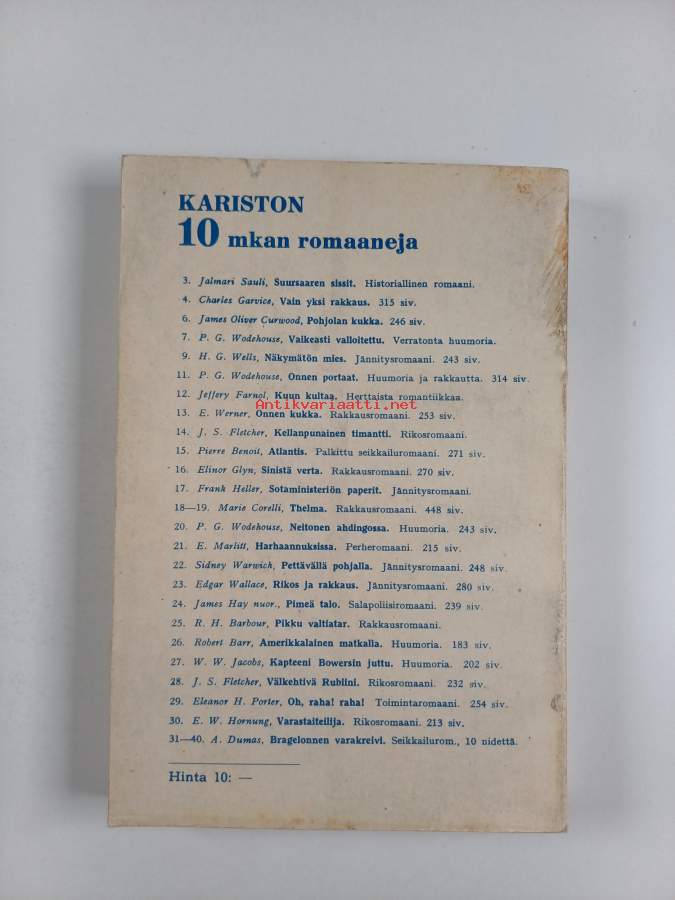 KARISTON
10 mkan romaaneja
3. Jalmari Sauli, Suursaaren sissit. Historiallinen romaani.
4. Charles Garvice, Vain yksi rakkaus. 315 siv.
6. James Oliver Curwood, Pohjolan kukka. 246 siv.
7. P. G. Wodehouse, Vaikeasti valloitettu. Verratonta huumoria.
9. H. G. Wells, Näkymätön mies. Jännitysromaani. 243 siv.
11. P. G. Wodehouse, Onnen portaat. Huumoria ja rakkautta. 314 siv.
12. Jeffery Farnol, Kuun kultaa. Herttaista romantiikkaa.
Antikvariaatti.net
13. E. Werner, Onnen kukka. Rakkausromaani. 253 siv.
14. J. S. Fletcher, Kellanpunainen timantti. Rikosromaani.
15. Pierre Benoit, Atlantis. Palkittu seikkailuromaani. 271 siv.
16. Elinor Glyn, Sinistä verta. Rakkausromaani. 270 siv.
17. Frank Heller, Sotaministeriön paperit. Jännitysromaani.
18—19. Marie Corelli, Thelma. Rakkausromaani. 448 siv.
20. P. G. Wodehouse, Neitonen ahdingossa. Huumoria. 243 siv.
21. E. Marlitt, Harhaannuksissa. Perheromaani. 215 siv.
22. Sidney Warwich, Pettävällä pohjalla. Jännitysromaani. 248 siv.
23. Edgar Wallace, Rikos ja rakkaus. Jännitysromaani. 280 siv.
24. James Hay nuor., Pimeä talo. Salapoliisiromaani. 239 siv.
25. R. H. Barbour, Pikku valtiatar. Rakkausromaani.
26. Robert Barr, Amerikkalainen matkalla. Huumoria. 183 siv.
27. W. W. Jacobs, Kapteeni Bowersin juttu. Huumoria. 202 siv.
28. J. S. Fletcher, Välkehtivä Rubiini. Rikosromaani. 232 siv.
29. Eleanor H. Porter, Oh, raha! raha! Toimintaromaani. 254 siv.
30. E. W. Hornung, Varastaiteilija. Rikosromaani. 213 siv.
31—40. A. Dumas, Bragelonnen varakreivi. Seikkailurom., 10 nidettä.
Hinta 10: —